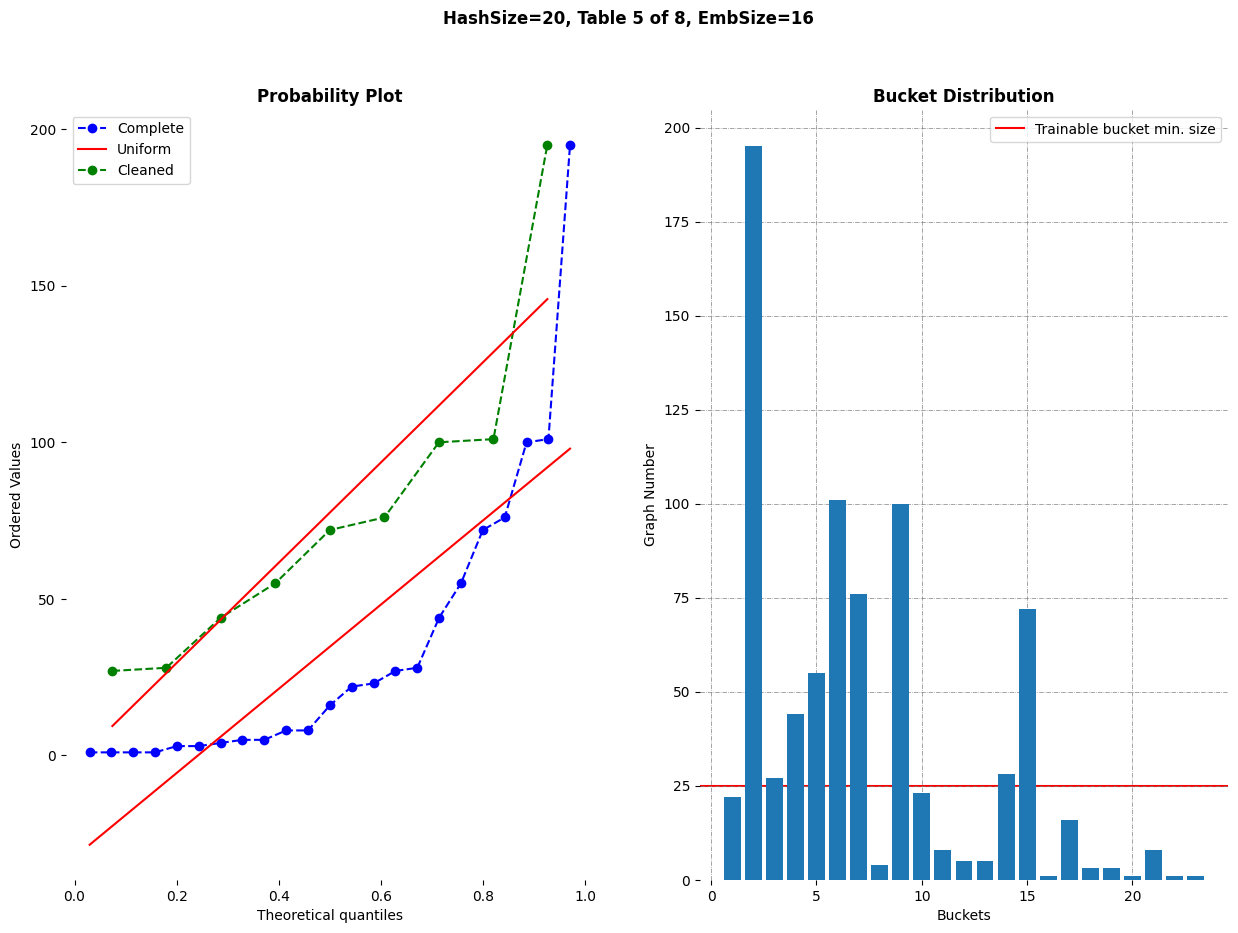 HashSize=20, Table 5 of 8, EmbSize=16
Probability Plot
Complete
Uniform
Cleaned
200
150
100
50
0
Ordered Values
0.0 0.2 0.4 0.6 0.8 1.0
Theoretical quantiles
Bucket Distribution
Trainable bucket min. size
200
175
150
125
100
75
50
25
0
Graph Number
0 5 10 15 20
Buckets